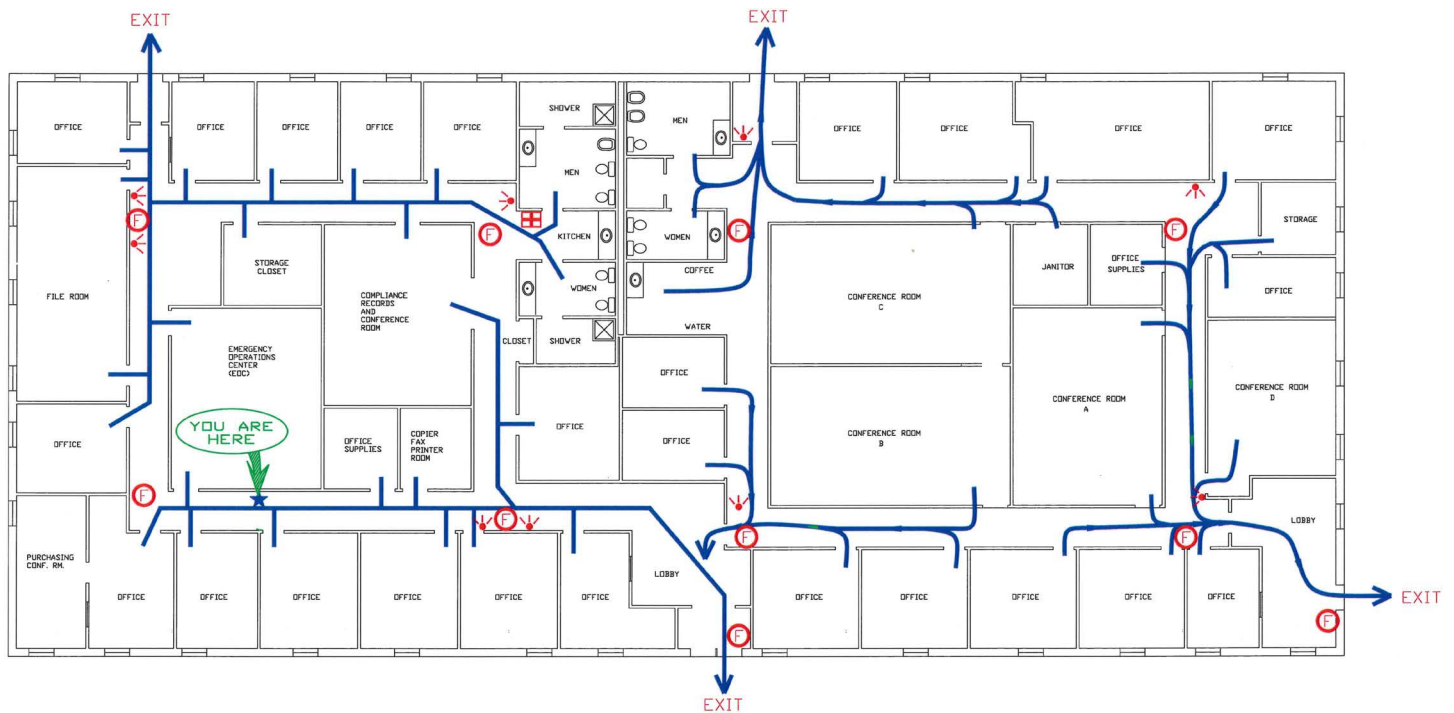 EXIT
EXIT
OFFICE
OFFICE
OFFICE
OFFICE
OFFICE
SHOWER
MEN
MEN
OFFICE
OFFICE
OFFICE
OFFICE
F
F
F
F
STORAGE
CLOSET
KITCHEN
WOMEN
WOMEN
COFFEE
WATER
STORAGE
JANITOR
OFFICE
SUPPLIES
OFFICE
FILE ROOM
COMPLIANCE
RECORDS
AND
CONFERENCE
ROOM
CONFERENCE ROOM
C
EMERGENCY
OPERATIONS
CENTER
(EOC)
CLOSET
SHOWER
OFFICE
CONFERENCE ROOM
D
CONFERENCE ROOM
A
YOU ARE
HERE
OFFICE
OFFICE
SUPPLIES
COPIER
FAX
PRINTER
ROOM
OFFICE
OFFICE
CONFERENCE ROOM
B
F
F
F
F
LOBBY
PURCHASING
CONF. RM.
OFFICE
OFFICE
OFFICE
OFFICE
OFFICE
OFFICE
LOBBY
OFFICE
OFFICE
OFFICE
OFFICE
OFFICE
EXIT
F
F
EXIT